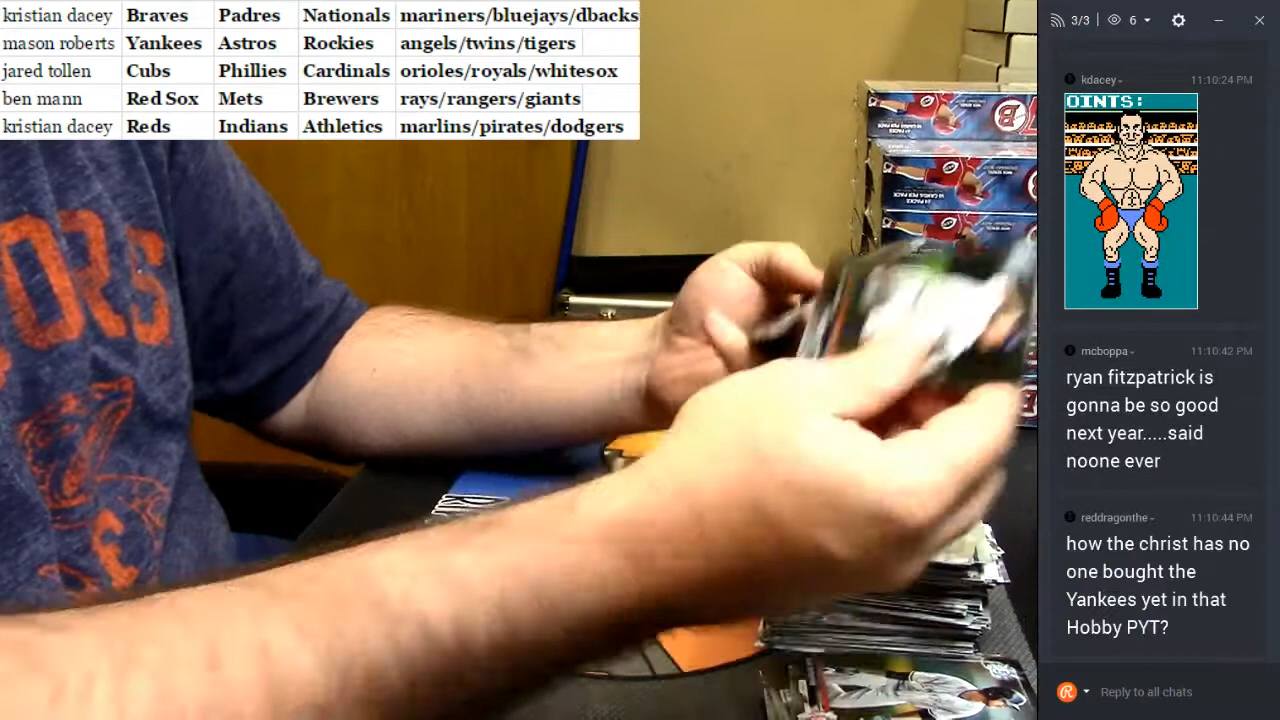 kristian dacey Braves Padres Nationals mariners/bluejays/dbacks
mason roberts Yankees Astros Rockies angels/twins/tigers
jared tollen Cubs Phillies Cardinals orioles/royals/whitesox
ben mann Red Sox Mets Brewers rays/rangers/giants
kristian dacey Reds Indians Athletics marlins/pirates/dodgers
3/3 6
kdacey 11:10:24 PM
OINTS:
mcboppa 11:10:42 PM
ryan fitzpatrick is
gonna be so good
next year.....said
noone ever
reddragonthe 11:10:44 PM
how the christ has no
one bought the
Yankees yet in that
Hobby PYT?
Reply to all chats
ORS